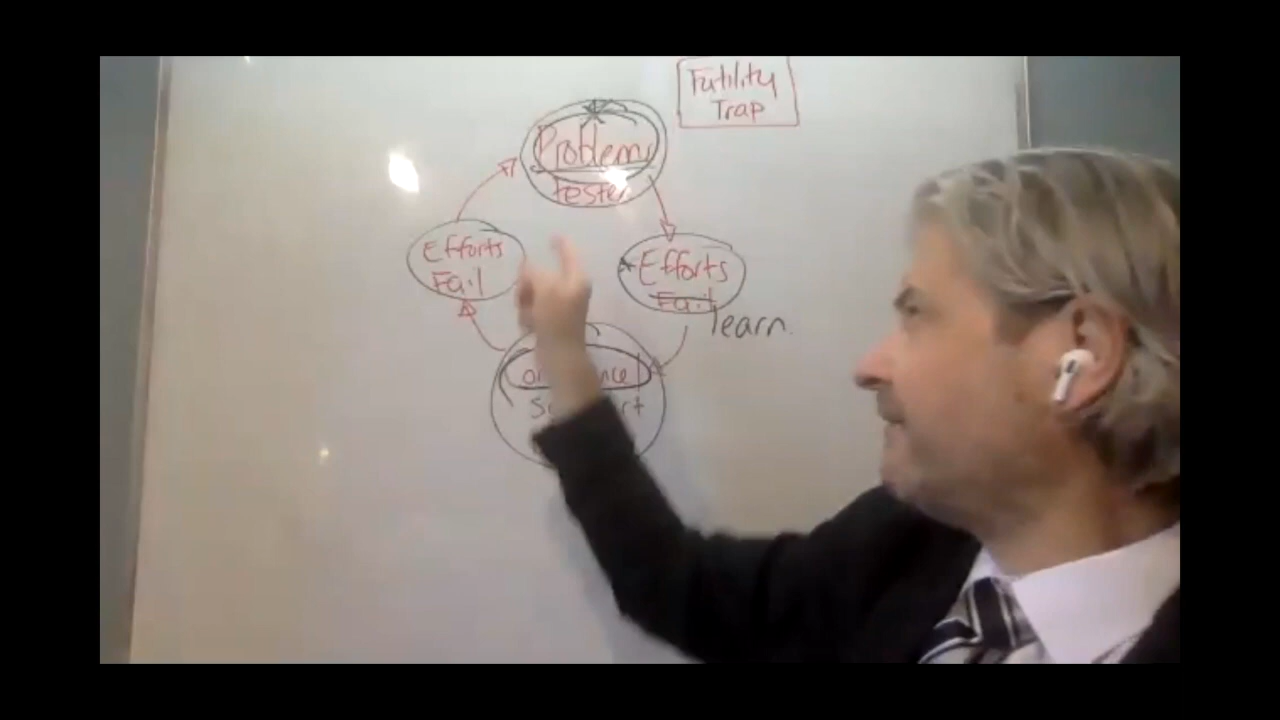 Futility
Trap
Problems
fester
Efforts
Fail
Efforts
Fail
learn.